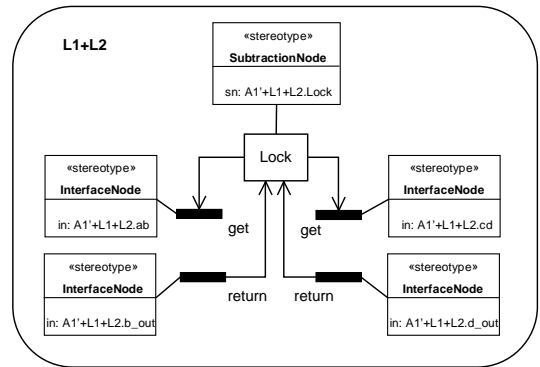 L1+L2
«stereotype»
SubtractionNode
sn: A1'+L1+L2.Lock
Lock
«stereotype»
InterfaceNode
in: A1'+L1+L2.ab
get
get
«stereotype»
InterfaceNode
in: A1'+L1+L2.cd
«stereotype»
InterfaceNode
in: A1'+L1+L2.b_out
return
return
«stereotype»
InterfaceNode
in: A1'+L1+L2.d_out